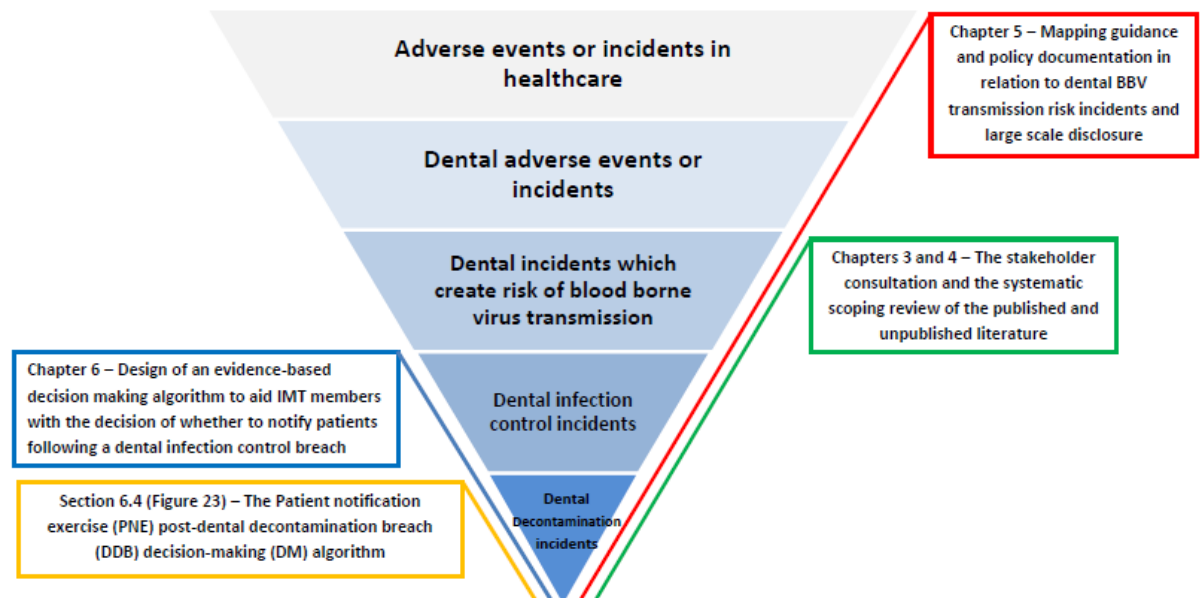 Adverse events or incidents in
healthcare
Dental adverse events or
incidents
Dental incidents which
create risk of blood borne
virus transmission
Dental infection
control incidents
Dental
Decontamination
incidents
Chapter 5 – Mapping guidance
and policy documentation in
relation to dental BBV
transmission risk incidents and
large scale disclosure
Chapters 3 and 4 – The stakeholder
consultation and the systematic
scoping review of the published and
unpublished literature
Chapter 6 – Design of an evidence-based
decision making algorithm to aid IMT members
with the decision of whether to notify patients
following a dental infection control breach
Section 6.4 (Figure 23) – The Patient notification
exercise (PNE) post-dental decontamination breach
(DDB) decision-making (DM) algorithm